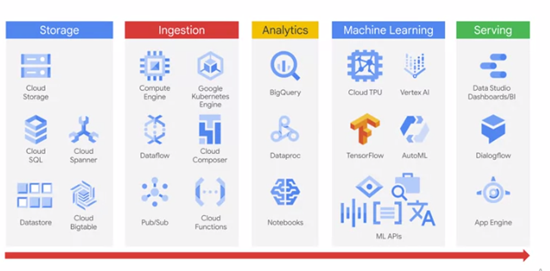 Storage
Ingestion
Analytics
Machine Learning
Serving
Cloud
Storage
Compute
Engine
Google
Kubernetes
Engine
BigQuery
Cloud TPU
Vertex AI
Data Studio
Dashboards/BI
Cloud
SQL
Cloud
Spanner
Dataflow
Cloud
Composer
Dataproc
TensorFlow
AutoML
Dialogflow
Datastore
Cloud
Bigtable
Pub/Sub
Cloud
Functions
Notebooks
ML APIs
App Engine